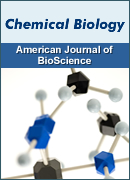 Chemical Biology
American Journal of
BioScience